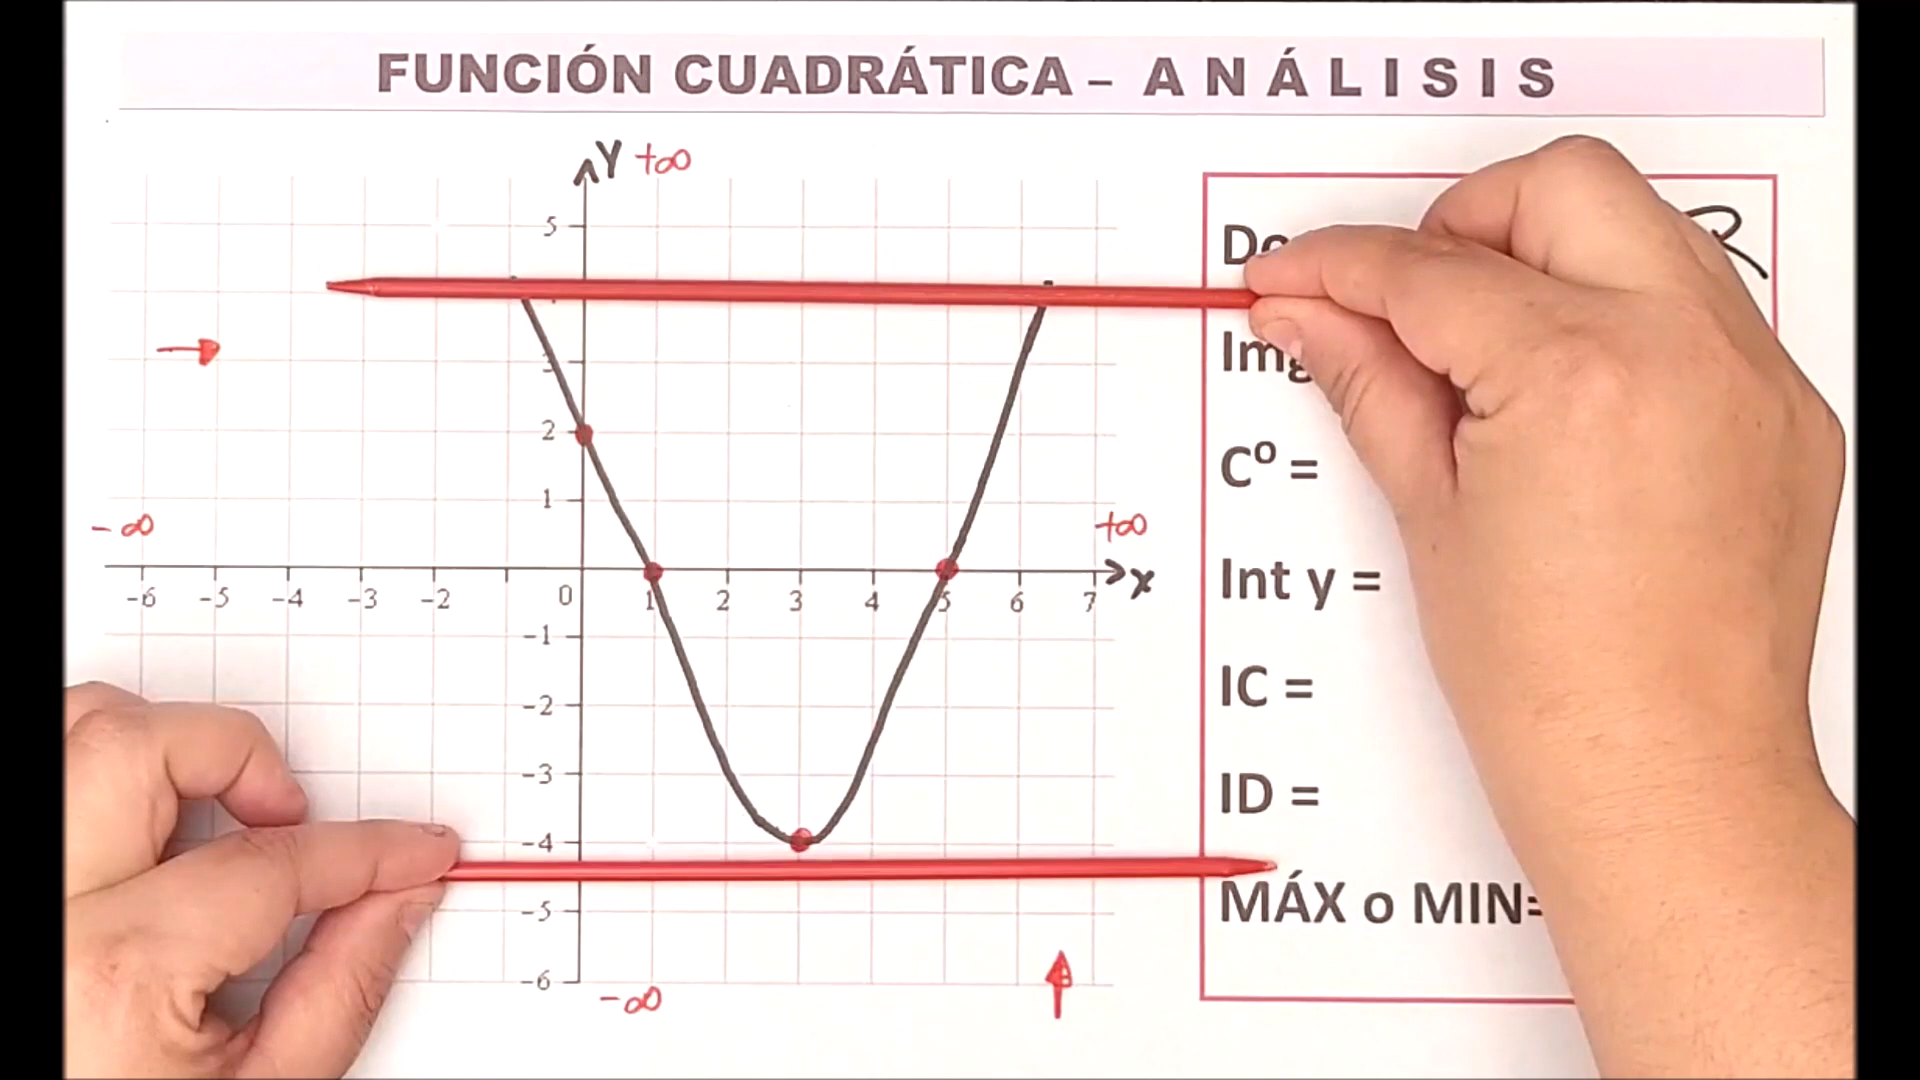 FUNCIÓN CUADRÁTICA – A N Á L I S I S
Y +∞
5
3
2
1
-∞
+∞
-6 -5 -4 -3 -2 0 1 2 3 4 5 6 7 x
-1
-2
-3
-4
-5
-6
-∞
R
C° =
Int y =
IC =
ID =
MÁX o MIN=